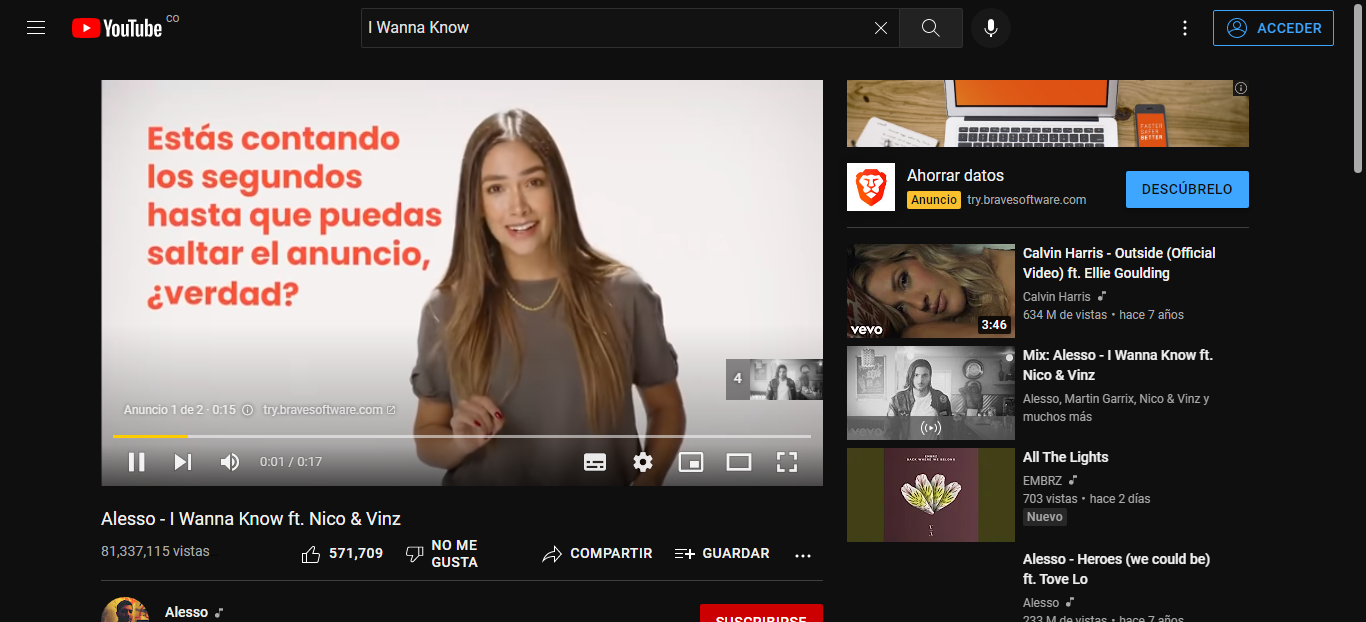 YouTube CO
I Wanna Know
ACCEDER
Estás contando
los segundos
hasta que puedas
saltar el anuncio,
¿verdad?
4
Anuncio 1 de 2 · 0:15 try.bravesoftware.com
0:01 / 0:17
Alesso - I Wanna Know ft. Nico & Vinz
81,337,115 vistas
571,709
NO ME
GUSTA
COMPARTIR
GUARDAR
Alesso
SUSCRIBIRSE
FASTER
SAFER
BETTER
Ahorrar datos
Anuncio try.bravesoftware.com
DESCÚBRELO
vevo
3:46
Calvin Harris - Outside (Official
Video) ft. Ellie Goulding
Calvin Harris
634 M de vistas • hace 7 años
vevo
Mix: Alesso - I Wanna Know ft.
Nico & Vinz
Alesso, Martin Garrix, Nico & Vinz y
muchos más
EMBRZ
BACK WHERE WE BELONG
All The Lights
EMBRZ
703 vistas • hace 2 días
Nuevo
Alesso - Heroes (we could be)
ft. Tove Lo
Alesso
233 M de vistas • hace 7 años